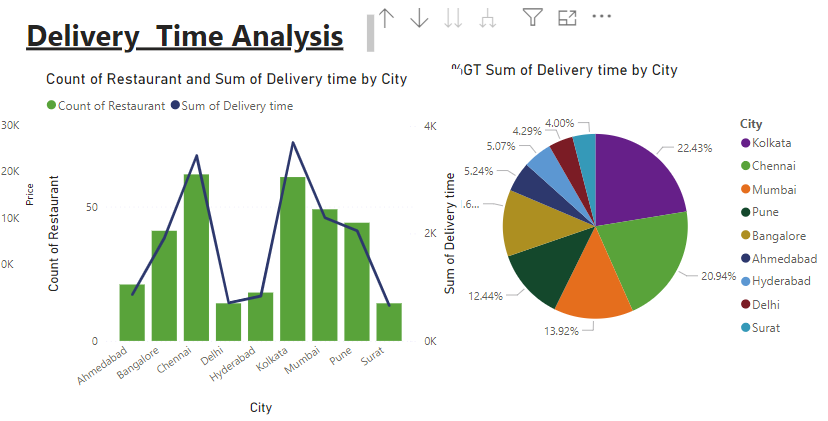 Delivery Time Analysis
Count of Restaurant and Sum of Delivery time by City
Count of Restaurant Sum of Delivery time
30K
20K
10K
0K
Price
Count of Restaurant
50
0
Ahmedabad
Bangalore
Chennai
Delhi
Hyderabad
Kolkata
Mumbai
Pune
Surat
City
4K
2K
0K
Sum of Delivery time
%GT Sum of Delivery time by City
22.43%
20.94%
13.92%
12.44%
.6...
5.24%
5.07%
4.29%
4.00%
City
Kolkata
Chennai
Mumbai
Pune
Bangalore
Ahmedabad
Hyderabad
Delhi
Surat